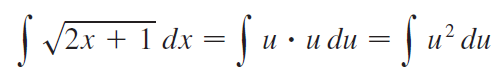 ∫ √(2x + 1) dx = ∫ u · u du = ∫ u² du